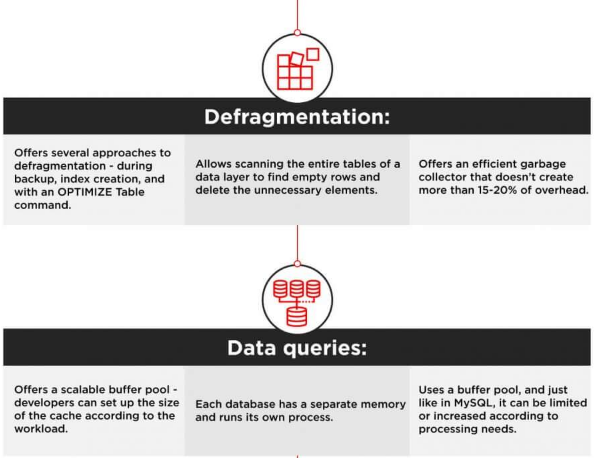 Defragmentation:
Offers several approaches to
defragmentation - during
backup, index creation, and
with an OPTIMIZE Table
command.
Allows scanning the entire tables of a
data layer to find empty rows and
delete the unnecessary elements.
Offers an efficient garbage
collector that doesn't create
more than 15-20% of overhead.
Data queries:
Offers a scalable buffer pool -
developers can set up the size
of the cache according to the
workload.
Each database has a separate memory
and runs its own process.
Uses a buffer pool, and just
like in MySQL, it can be limited
or increased according to
processing needs.